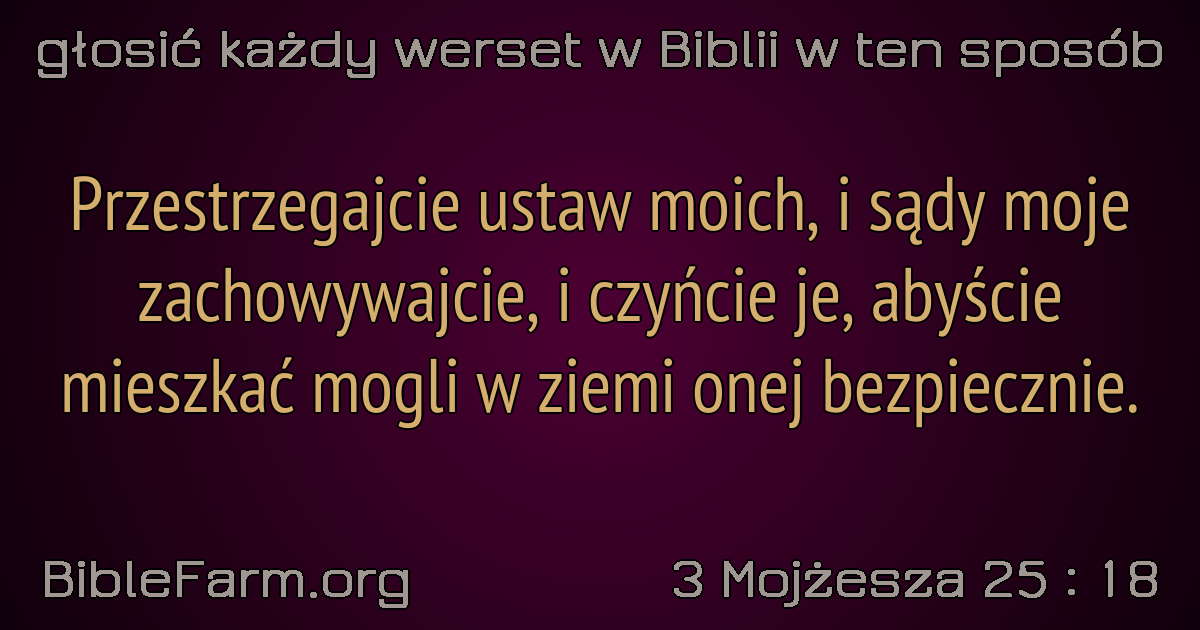 głosić każdy werset w Biblii w ten sposób
Przestrzegajcie ustaw moich, i sądy moje
zachowywajcie, i czyńcie je, abyście
mieszkać mogli w ziemi onej bezpiecznie.
BibleFarm.org
3 Mojżesza 25 : 18